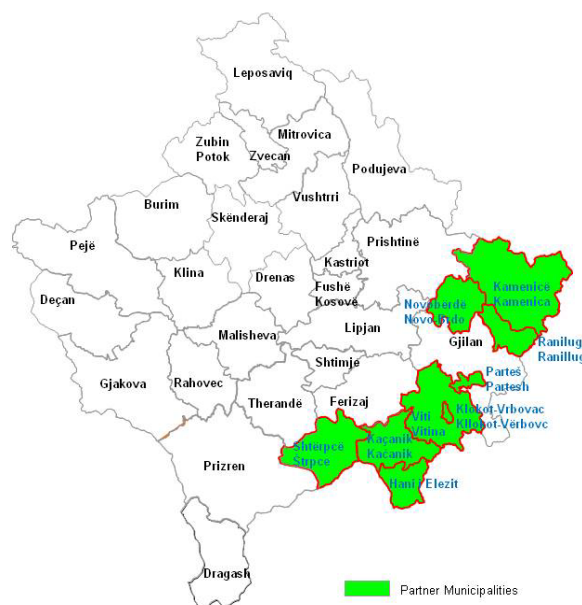 Leposaviq
Mitrovica
Zubin
Potok
Zvecan
Podujeva
Burim
Skënderaj
Vushtrri
Pejë
Klina
Drenas
Kastriot
Prishtinë
Fushë
Kosovë
Kamenicë
Kamenica
Deçan
Novobërdë
Novo Brdo
Malisheva
Lipjan
Gjilan
Ranilug
Ranillug
Gjakova
Rahovec
Shtimje
Parteš
Partesh
Therandë
Ferizaj
Viti
Vitina
Klokot-Vrbovac
Kllokot-Vërbovc
Shtërpcë
Strpce
Kaçanik
Kačanik
Prizren
Hani i Elezit
Dragash
Partner Municipalities